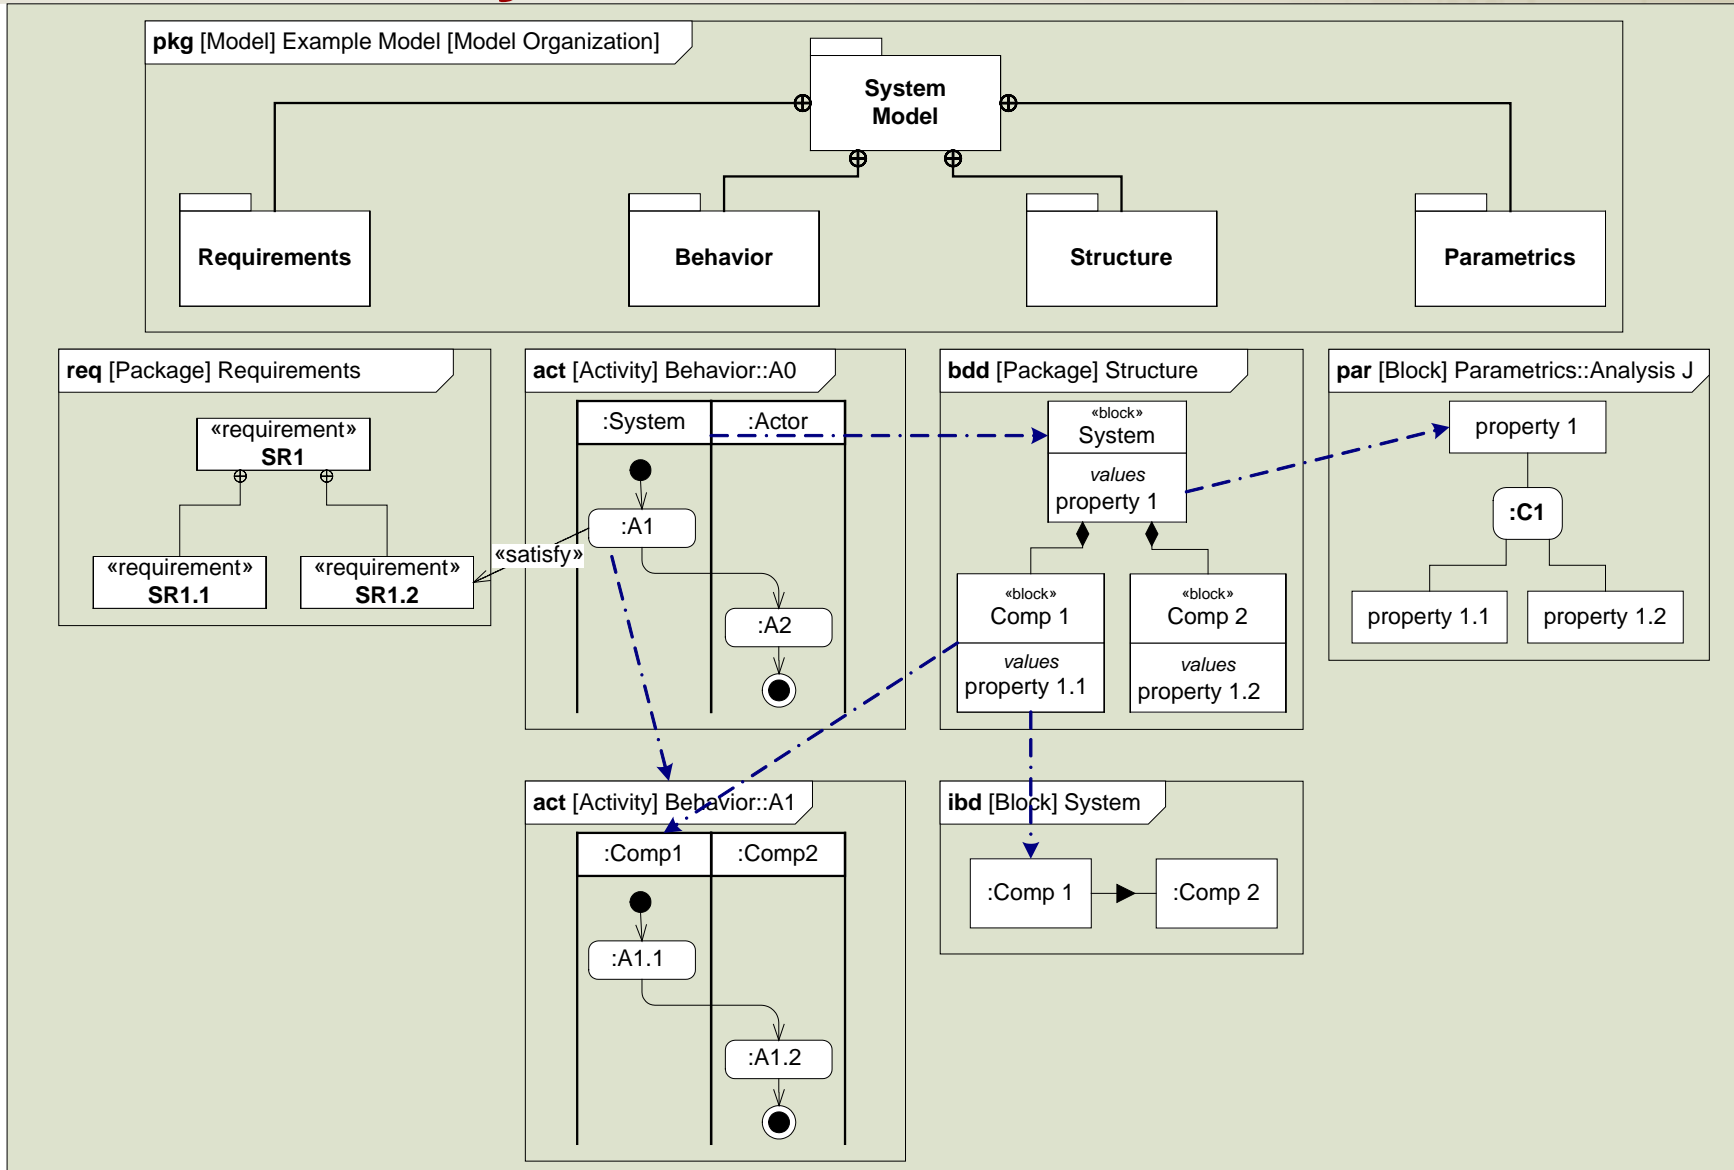 pkg [Model] Example Model [Model Organization]
System
Model
Requirements
Behavior
Structure
Parametrics
req [Package] Requirements
«requirement»
SR1
«requirement»
SR1.1
«requirement»
SR1.2
«satisfy»
act [Activity] Behavior::A0
:System
:Actor
:A1
:A2
bdd [Package] Structure
«block»
System
values
property 1
«block»
Comp 1
values
property 1.1
«block»
Comp 2
values
property 1.2
par [Block] Parametrics::Analysis J
property 1
:C1
property 1.1
property 1.2
act [Activity] Behavior::A1
:Comp1
:Comp2
:A1.1
:A1.2
ibd [Block] System
:Comp 1
:Comp 2